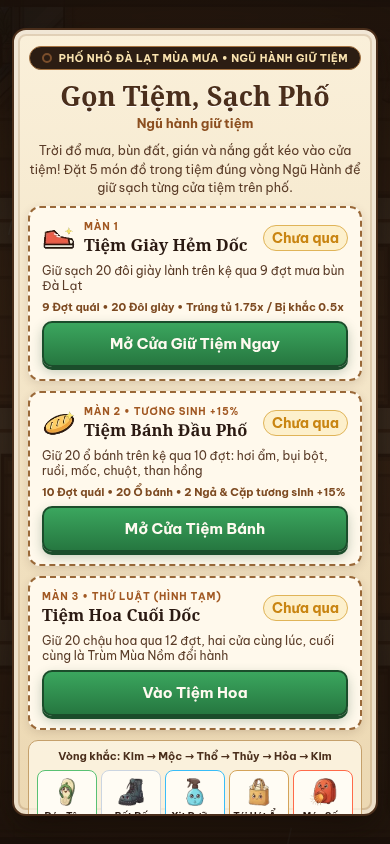 PHỐ NHỎ ĐÀ LẠT MÙA MƯA • NGŨ HÀNH GIỮ TIỆM
Gọn Tiệm, Sạch Phố
Ngũ hành giữ tiệm
Trời đổ mưa, bùn đất, gián và nắng gắt kéo vào cửa
tiệm! Đặt 5 món đồ trong tiệm đúng vòng Ngũ Hành để
giữ sạch từng cửa tiệm trên phố.
MÀN 1
Tiệm Giày Hẻm Dốc
Chưa qua
Giữ sạch 20 đôi giày lành trên kệ qua 9 đợt mưa bùn
Đà Lạt
9 Đợt quái • 20 Đôi giày • Trúng tủ 1.75x / Bị khắc 0.5x
Mở Cửa Giữ Tiệm Ngay
MÀN 2 • TƯƠNG SINH +15%
Tiệm Bánh Đầu Phố
Chưa qua
Giữ 20 ổ bánh trên kệ qua 10 đợt: hơi ẩm, bụi bột,
ruồi, mốc, chuột, than hồng
10 Đợt quái • 20 Ổ bánh • 2 Ngả & Cặp tương sinh +15%
Mở Cửa Tiệm Bánh
MÀN 3 • THỬ LUẬT (HÌNH TẠM)
Tiệm Hoa Cuối Dốc
Chưa qua
Giữ 20 chậu hoa qua 12 đợt, hai cửa cùng lúc, cuối
cùng là Trùm Mùa Nồm đổi hành
Vào Tiệm Hoa
Vòng khắc: Kim → Mộc → Thổ → Thủy → Hỏa → Kim